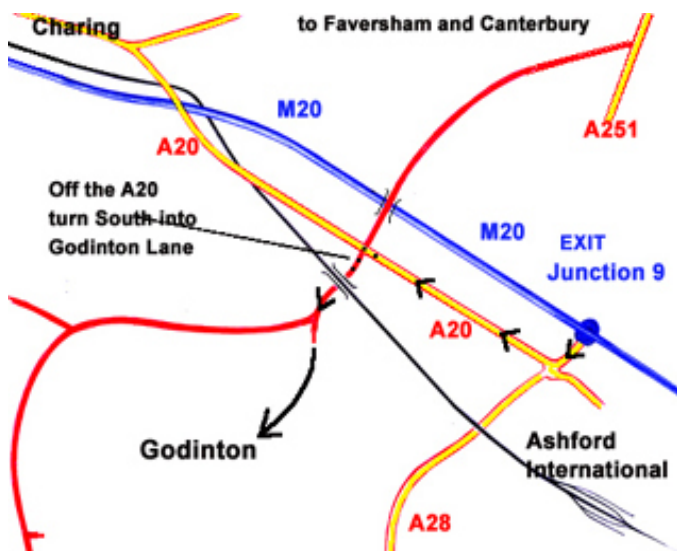 Charing
to Faversham and Canterbury
M20
A251
A20
Off the A20
turn South into
Godinton Lane
M20
EXIT
Junction 9
A20
Godinton
Ashford
International
A28